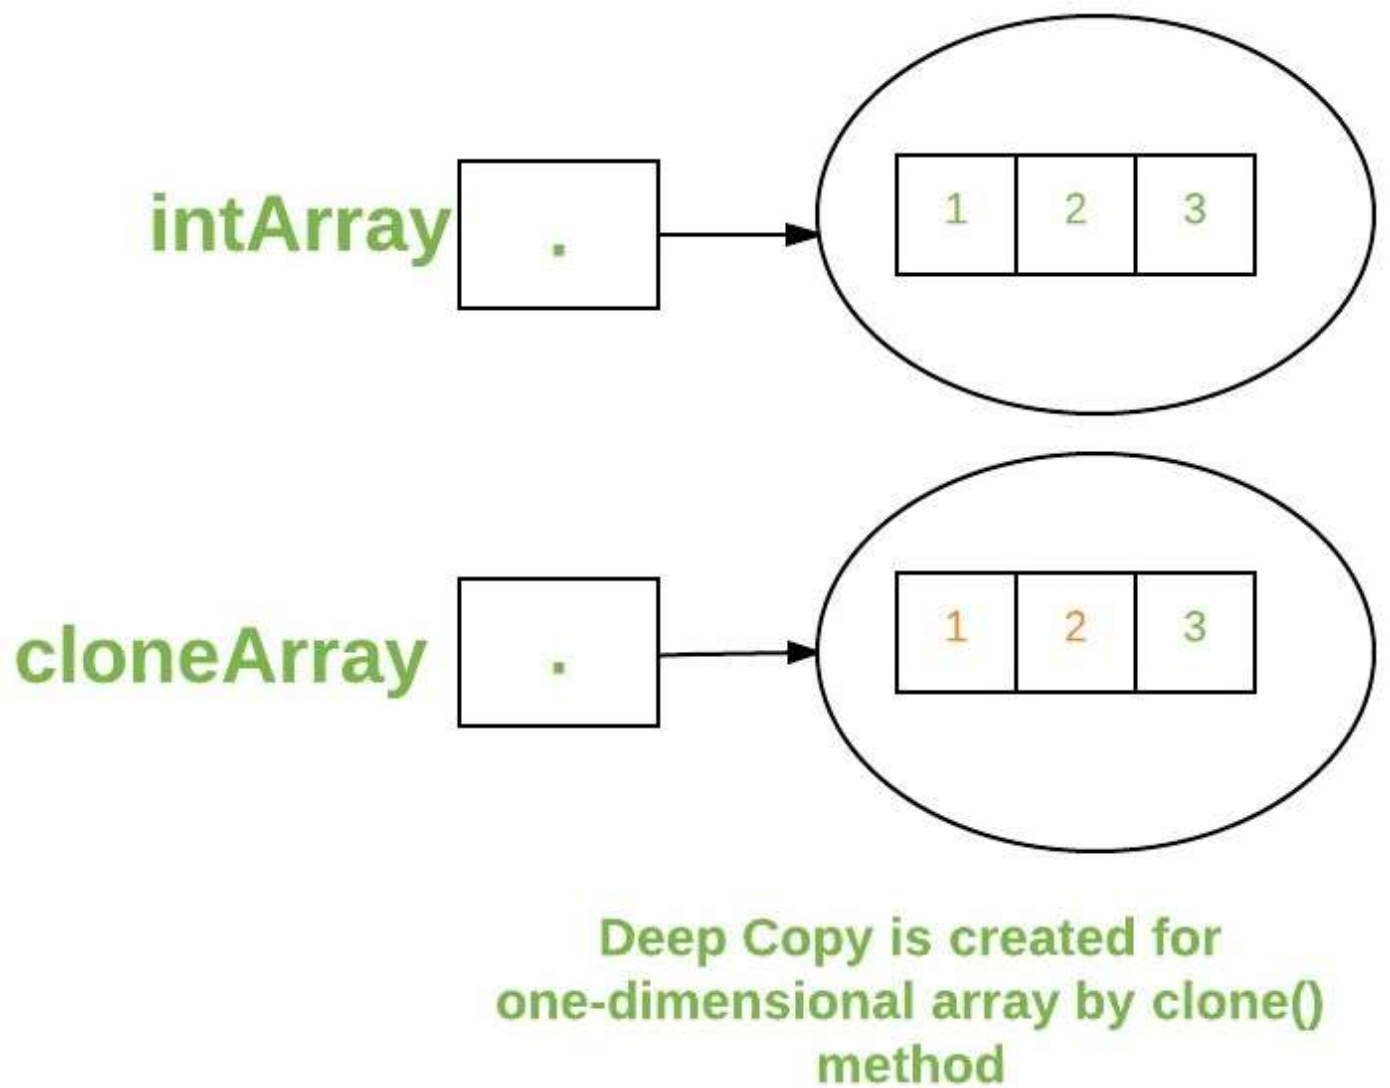 intArray
.
1 2 3
cloneArray
.
1 2 3
Deep Copy is created for
one-dimensional array by clone()
method